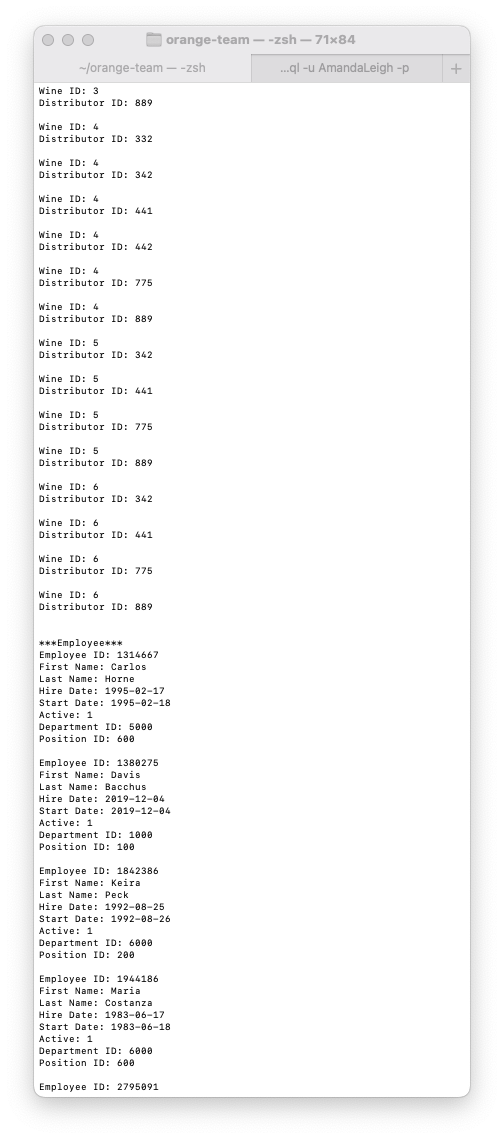 orange-team — -zsh — 71×84
~/orange-team — -zsh
...ql -u AmandaLeigh -p
+
Wine ID: 3
Distributor ID: 889
Wine ID: 4
Distributor ID: 332
Wine ID: 4
Distributor ID: 342
Wine ID: 4
Distributor ID: 441
Wine ID: 4
Distributor ID: 442
Wine ID: 4
Distributor ID: 775
Wine ID: 4
Distributor ID: 889
Wine ID: 5
Distributor ID: 342
Wine ID: 5
Distributor ID: 441
Wine ID: 5
Distributor ID: 775
Wine ID: 5
Distributor ID: 889
Wine ID: 6
Distributor ID: 342
Wine ID: 6
Distributor ID: 441
Wine ID: 6
Distributor ID: 775
Wine ID: 6
Distributor ID: 889
***Employee***
Employee ID: 1314667
First Name: Carlos
Last Name: Horne
Hire Date: 1995-02-17
Start Date: 1995-02-18
Active: 1
Department ID: 5000
Position ID: 600
Employee ID: 1380275
First Name: Davis
Last Name: Bacchus
Hire Date: 2019-12-04
Start Date: 2019-12-04
Active: 1
Department ID: 1000
Position ID: 100
Employee ID: 1842386
First Name: Keira
Last Name: Peck
Hire Date: 1992-08-25
Start Date: 1992-08-26
Active: 1
Department ID: 6000
Position ID: 200
Employee ID: 1944186
First Name: Maria
Last Name: Costanza
Hire Date: 1983-06-17
Start Date: 1983-06-18
Active: 1
Department ID: 6000
Position ID: 600
Employee ID: 2795091